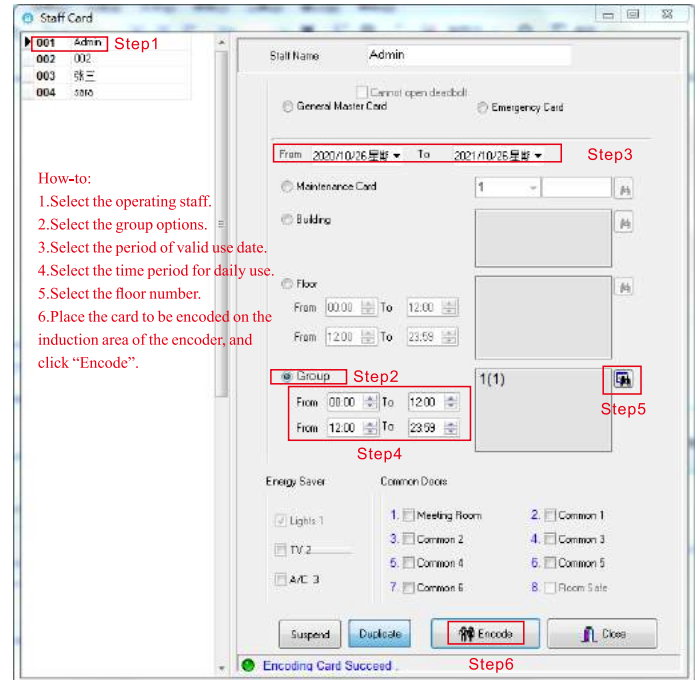 Staff Card
001 Admin Step1
002 002
003 张三
004 sara
How-to:
1.Select the operating staff.
2.Select the group options.
3.Select the period of valid use date.
4.Select the time period for daily use.
5.Select the floor number.
6.Place the card to be encoded on the
induction area of the encoder, and
click “Encode”.
Staff Name Admin
Cannot open deadbolt
General Master Card Emergency Card
From 2020/10/26 星期 To 2021/10/26 星期 Step3
Maintenance Card 1
Building
Floor
From 00:00 To 12:00
From 12:00 To 23:59
Group Step2 1(1)
From 00:00 To 12:00 Step5
From 12:00 To 23:59
Step4
Energy Saver Common Doors
Lights 1 1. Meeting Room 2. Common 1
TV 2 3. Common 2 4. Common 3
5. Common 4 6. Common 5
A/C 3 7. Common 6 8. Room Safe
Suspend Duplicate Encode Close
Encoding Card Succeed . Step6